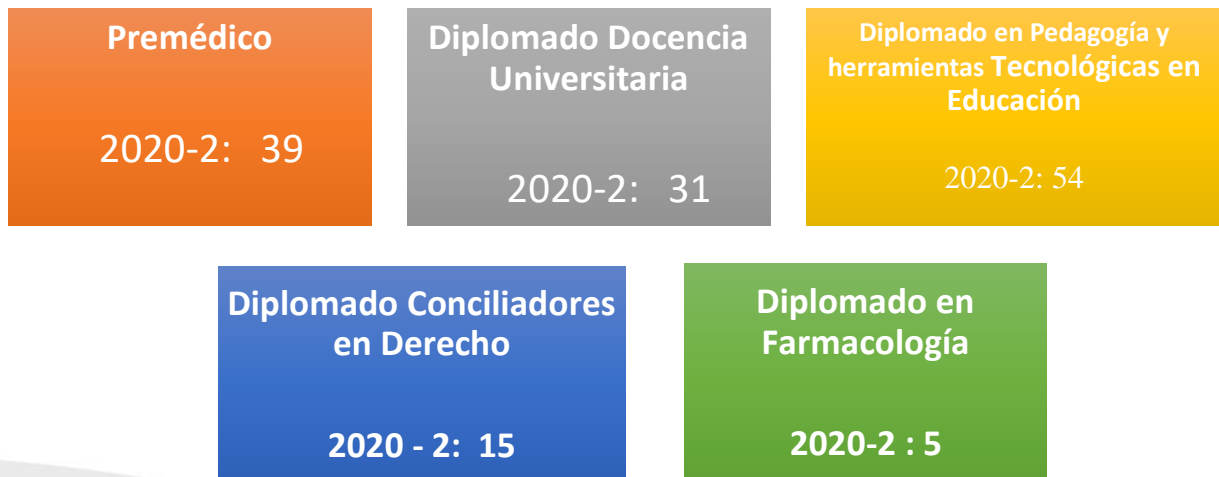 Premédico
2020-2: 39
Diplomado Docencia
Universitaria
2020-2: 31
Diplomado en Pedagogía y
herramientas Tecnológicas en
Educación
2020-2: 54
Diplomado Conciliadores
en Derecho
2020 - 2: 15
Diplomado en
Farmacología
2020-2 : 5